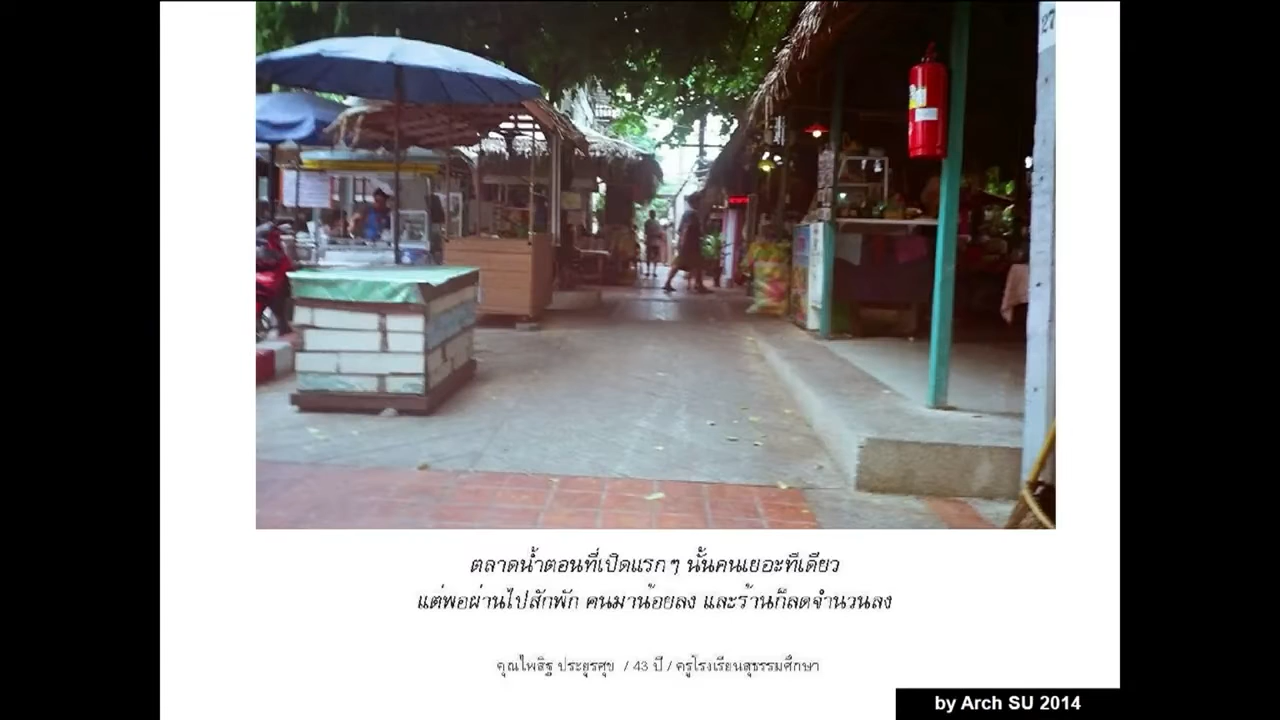 27
ตลาดน้ำตอนที่เปิดแรกๆ นั้นคนเยอะทีเดียว
แต่พอผ่านไปสักพัก คนมาน้อยลง และร้านก็ลดจำนวนลง
คุณไพสิฐ ประยุรศุข / 43 ปี / ครูโรงเรียนสุธรรมศึกษา
by Arch SU 2014